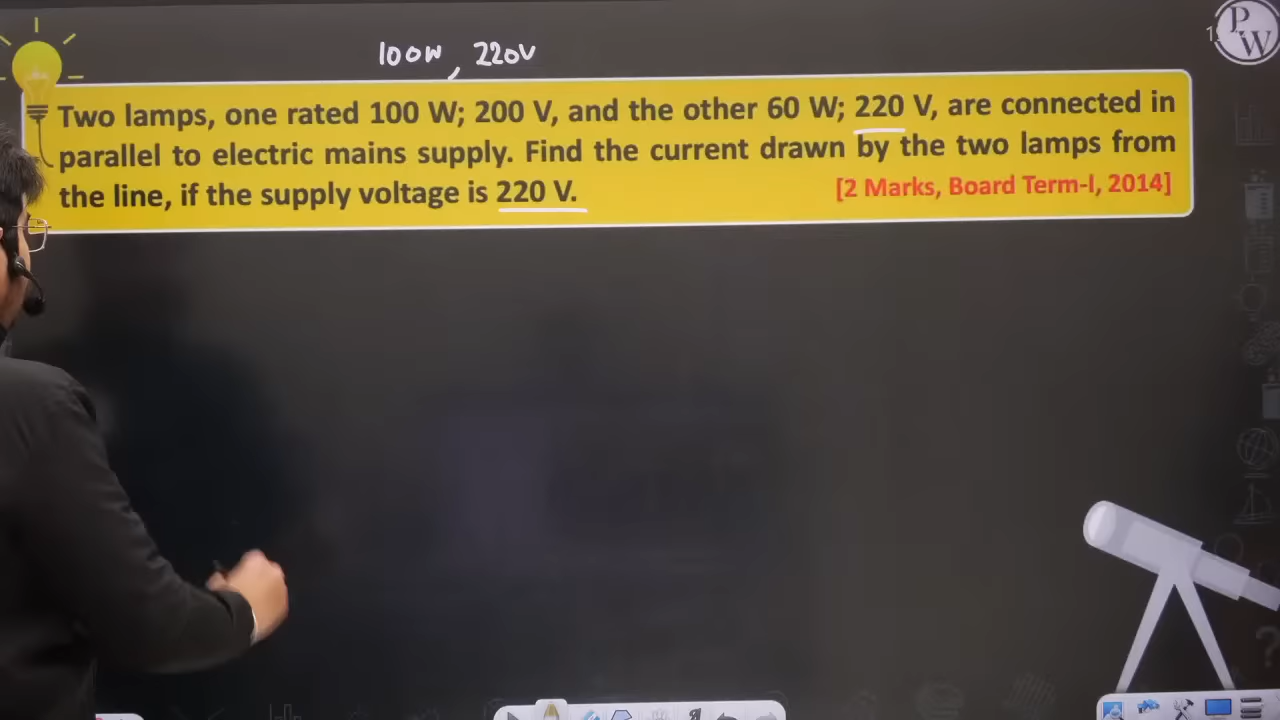 100W, 220V
Two lamps, one rated 100 W; 200 V, and the other 60 W; 220 V, are connected in
parallel to electric mains supply. Find the current drawn by the two lamps from
the line, if the supply voltage is 220 V.
[2 Marks, Board Term-I, 2014]
PW